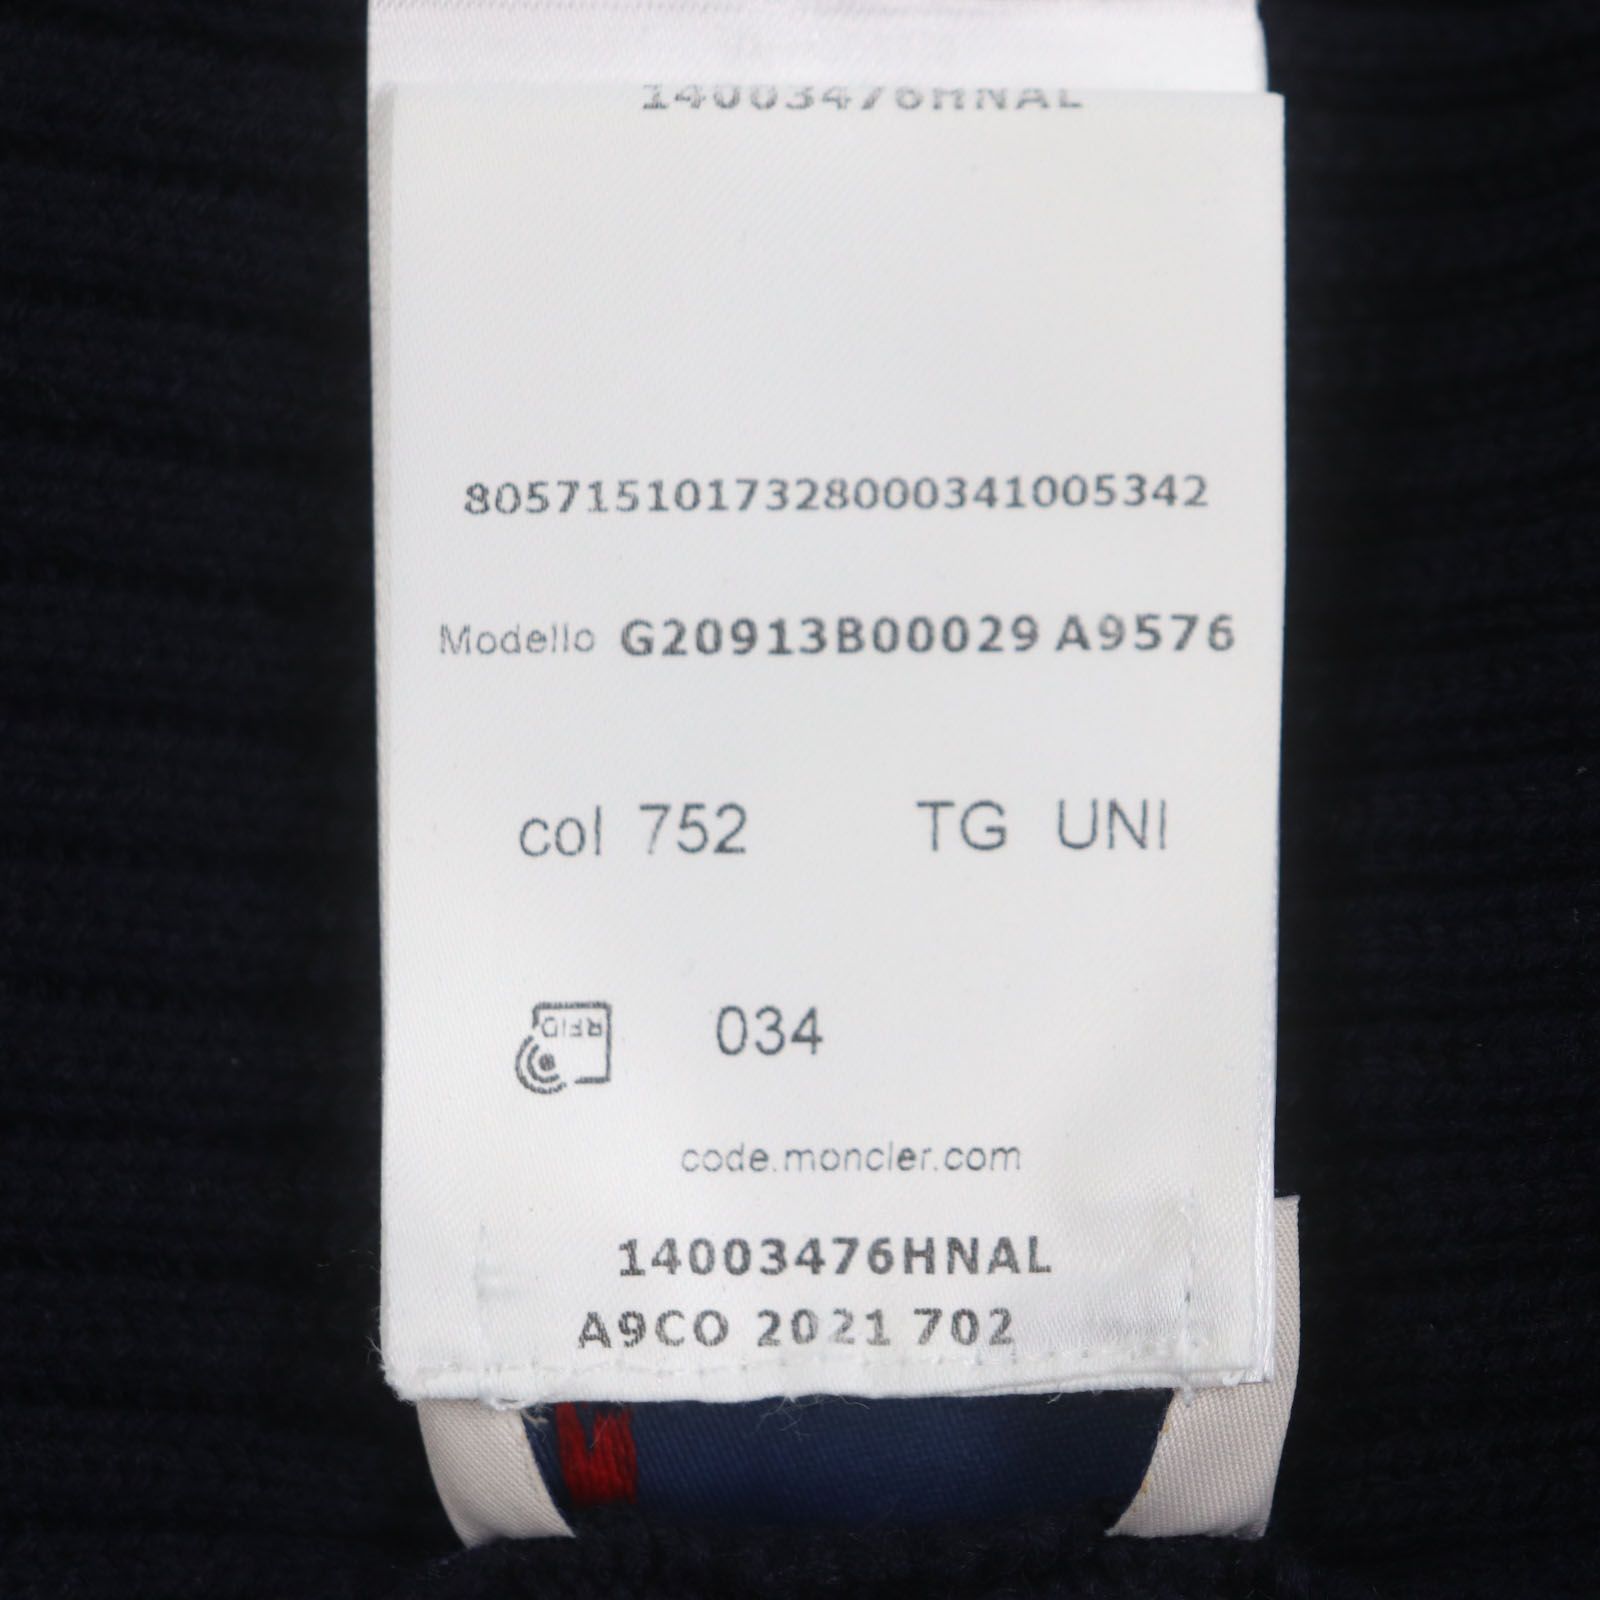 14003476HNAL
8057151017328000341005342
Modello G20913B00029 A9576
col 752 TG UNI
RFID
034
code.moncler.com
14003476HNAL
A9CO 2021 702